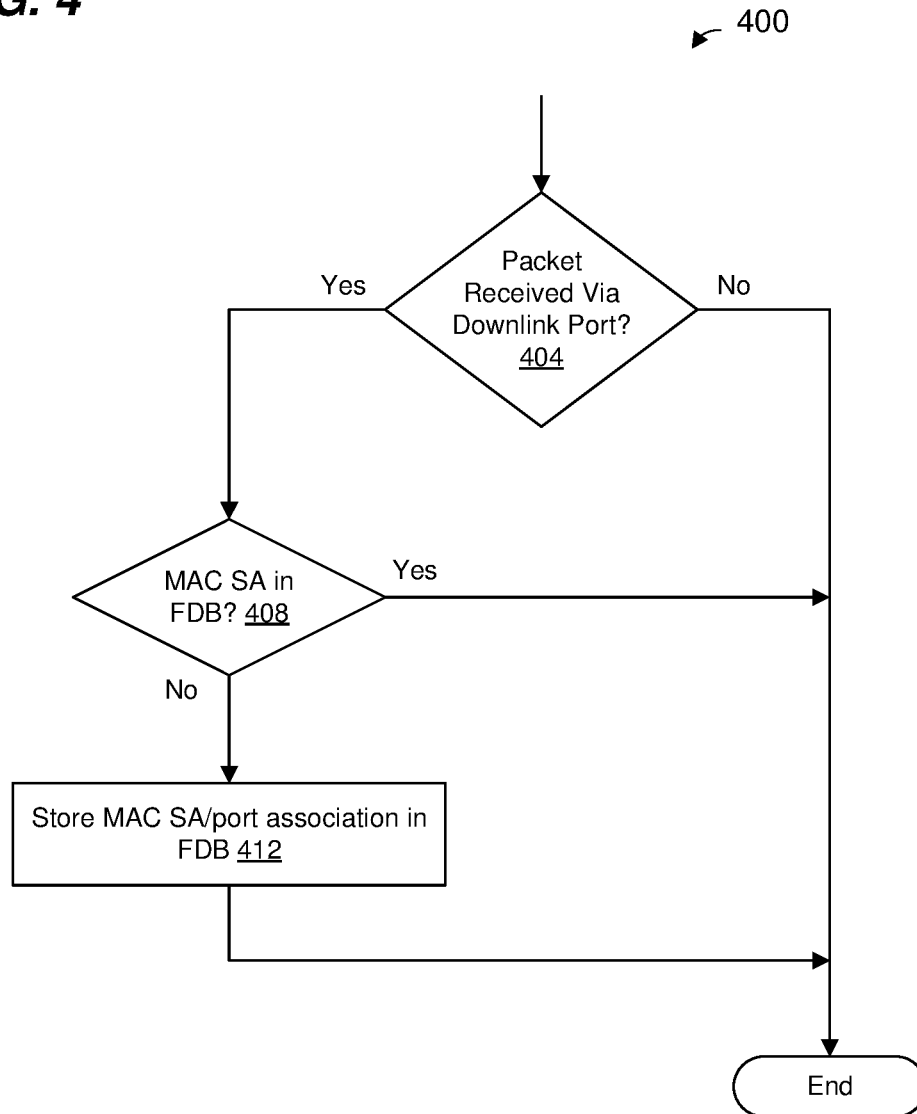 G. 4
400
Packet
Received Via
Downlink Port?
404
Yes
No
MAC SA in
FDB? 408
Yes
No
Store MAC SA/port association in
FDB 412
End